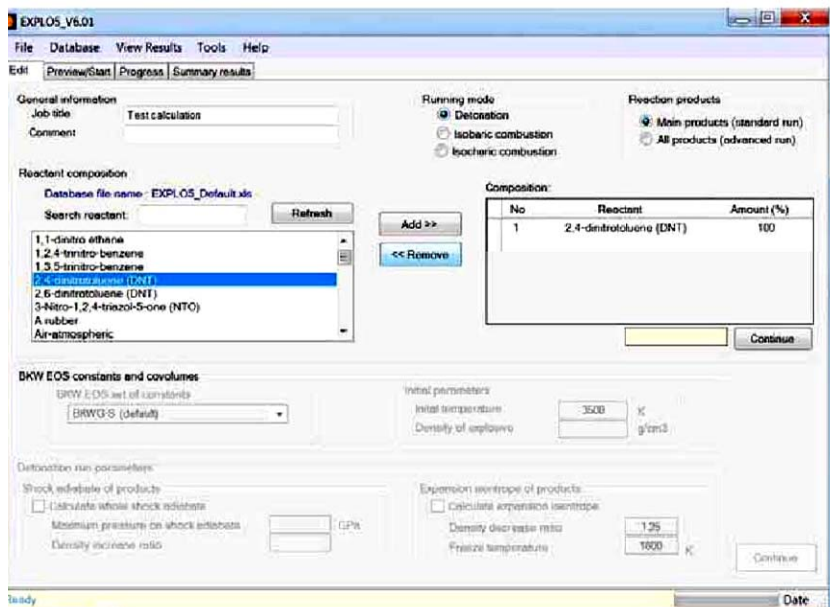 EXPLO5_V6.01
File Database View Results Tools Help
Edit Preview/Start Progress Summary results
General information
Job title Test calculation
Comment
Running mode
Detonation
Isobaric combustion
Isochoric combustion
Reaction products
Main products (standard run)
All products (advanced run)
Reactant composition
Database file name : EXPLO5_Default.xls
Search reactant: Refresh
1,1-dinitro ethane
1,2,4-trinitro-benzene
1,3,5-trinitro-benzene
2,4-dinitrotoluene (DNT)
2,6-dinitrotoluene (DNT)
3-Nitro-1,2,4-triazol-5-one (NTO)
A rubber
Air-atmospheric
Add >>
<< Remove
Composition:
No Reactant Amount (%)
1 2,4-dinitrotoluene (DNT) 100
Continue
BKW EOS constants and covolumes
BKW EOS set of constants
BKWG-S (default)
Initial parameters
Initial temperature 3500 K
Density of explosive g/cm3
Detonation run parameters
Shock adiabate of products
Calculate whole shock adiabate
Maximum pressure on shock adiabate GPa
Density increase ratio
Expansion isentrope of products
Calculate expansion isentrope
Density decrease ratio
Freeze temperature 1800 K
Continue
Ready Date